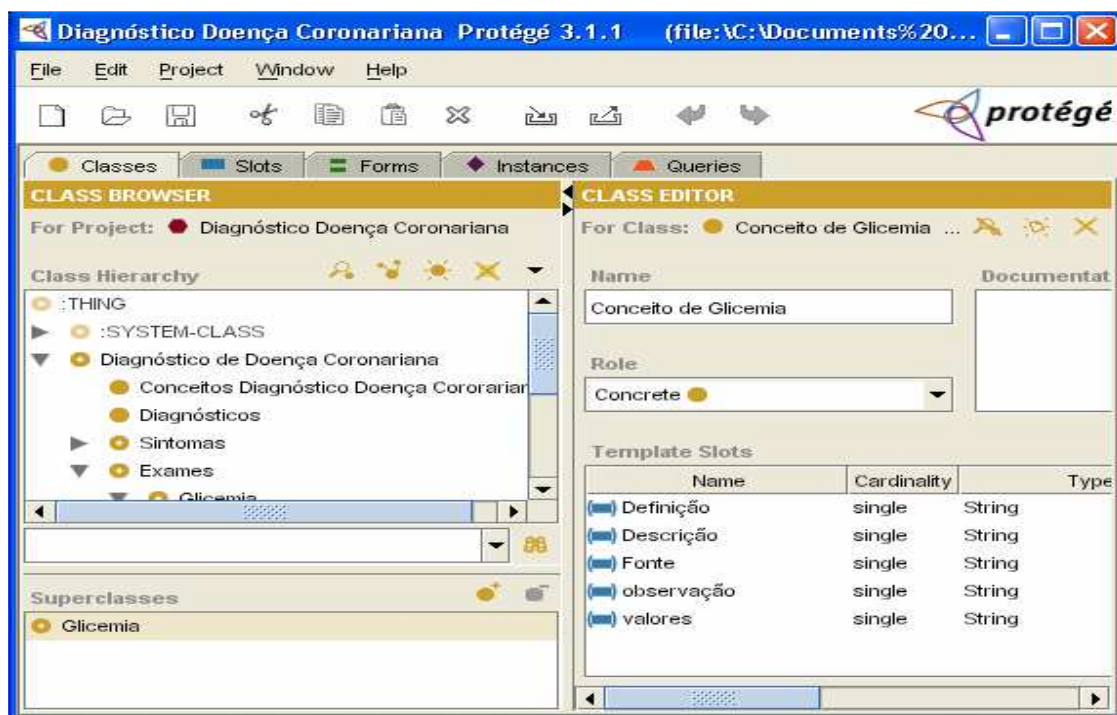 Diagnóstico Doença Coronariana Protégé 3.1.1 (file:\C:\Documents%20...
File Edit Project Window Help
protégé
Classes Slots Forms Instances Queries
CLASS BROWSER
For Project: Diagnóstico Doença Coronariana
Class Hierarchy
:THING
:SYSTEM-CLASS
Diagnóstico de Doença Coronariana
Conceitos Diagnóstico Doença Cororariar
Diagnósticos
Sintomas
Exames
Glicemia
Superclasses
Glicemia
CLASS EDITOR
For Class: Conceito de Glicemia ...
Name Documentat
Conceito de Glicemia
Role
Concrete
Template Slots
Name Cardinality Type
Definição single String
Descrição single String
Fonte single String
observação single String
valores single String